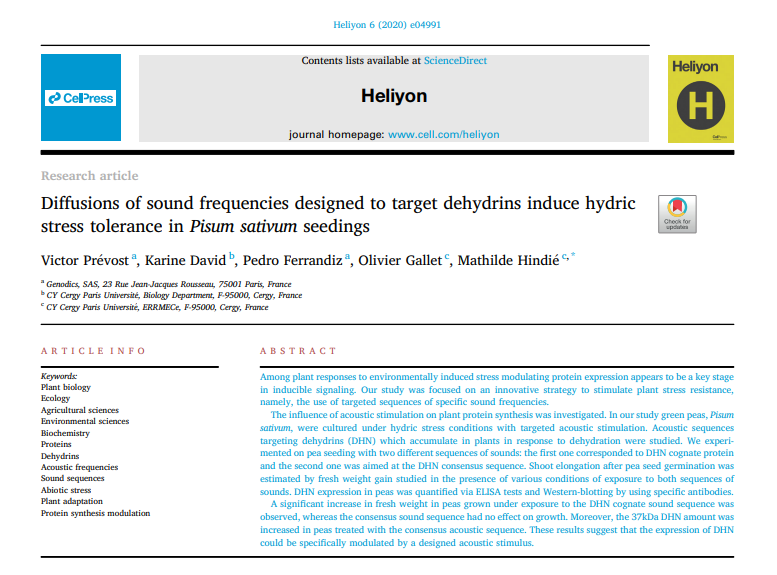 Heliyon 6 (2020) e04991
CellPress
Contents lists available at ScienceDirect
Heliyon
journal homepage: www.cell.com/heliyon
Heliyon
H
CellPress
Research article
Diffusions of sound frequencies designed to target dehydrins induce hydric
stress tolerance in Pisum sativum seedings
Check for
updates
Victor Prévost a, Karine David b, Pedro Ferrandiz a, Olivier Gallet c, Mathilde Hindié c,*
a Genodics, SAS, 23 Rue Jean-Jacques Rousseau, 75001 Paris, France
b CY Cergy Paris Université, Biology Department, F-95000, Cergy, France
c CY Cergy Paris Université, ERRMECe, F-95000, Cergy, France
ARTICLE INFO
Keywords:
Plant biology
Ecology
Agricultural sciences
Environmental sciences
Biochemistry
Proteins
Dehydrins
Acoustic frequencies
Sound sequences
Abiotic stress
Plant adaptation
Protein synthesis modulation
ABSTRACT
Among plant responses to environmentally induced stress modulating protein expression appears to be a key stage
in inducible signaling. Our study was focused on an innovative strategy to stimulate plant stress resistance,
namely, the use of targeted sequences of specific sound frequencies.
The influence of acoustic stimulation on plant protein synthesis was investigated. In our study green peas, Pisum
sativum, were cultured under hydric stress conditions with targeted acoustic stimulation. Acoustic sequences
targeting dehydrins (DHN) which accumulate in plants in response to dehydration were studied. We experi-
mented on pea seeding with two different sequences of sounds: the first one corresponded to DHN cognate protein
and the second one was aimed at the DHN consensus sequence. Shoot elongation after pea seed germination was
estimated by fresh weight gain studied in the presence of various conditions of exposure to both sequences of
sounds. DHN expression in peas was quantified via ELISA tests and Western-blotting by using specific antibodies.
A significant increase in fresh weight in peas grown under exposure to the DHN cognate sound sequence was
observed, whereas the consensus sound sequence had no effect on growth. Moreover, the 37kDa DHN amount was
increased in peas treated with the consensus acoustic sequence. These results suggest that the expression of DHN
could be specifically modulated by a designed acoustic stimulus.